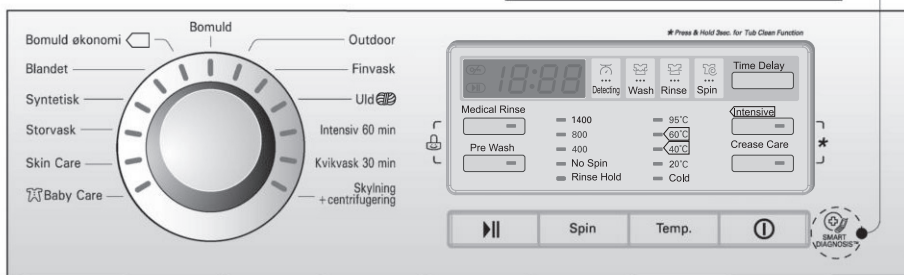 * Press & Hold 3sec. for Tub Clean Function
Bomuld
Bomuld økonomi
Blandet
Syntetisk
Storvask
Skin Care
Baby Care
Outdoor
Finvask
Uld
Intensiv 60 min
Kvikvask 30 min
Skylning
+centrifugering
18:88
Detecting Wash Rinse Spin
Time Delay
Medical Rinse
Pre Wash
1400
800
400
No Spin
Rinse Hold
95°C
60°C
40°C
20°C
Cold
Intensive
Crease Care
*
Spin
Temp.
SMART
DIAGNOSIS™